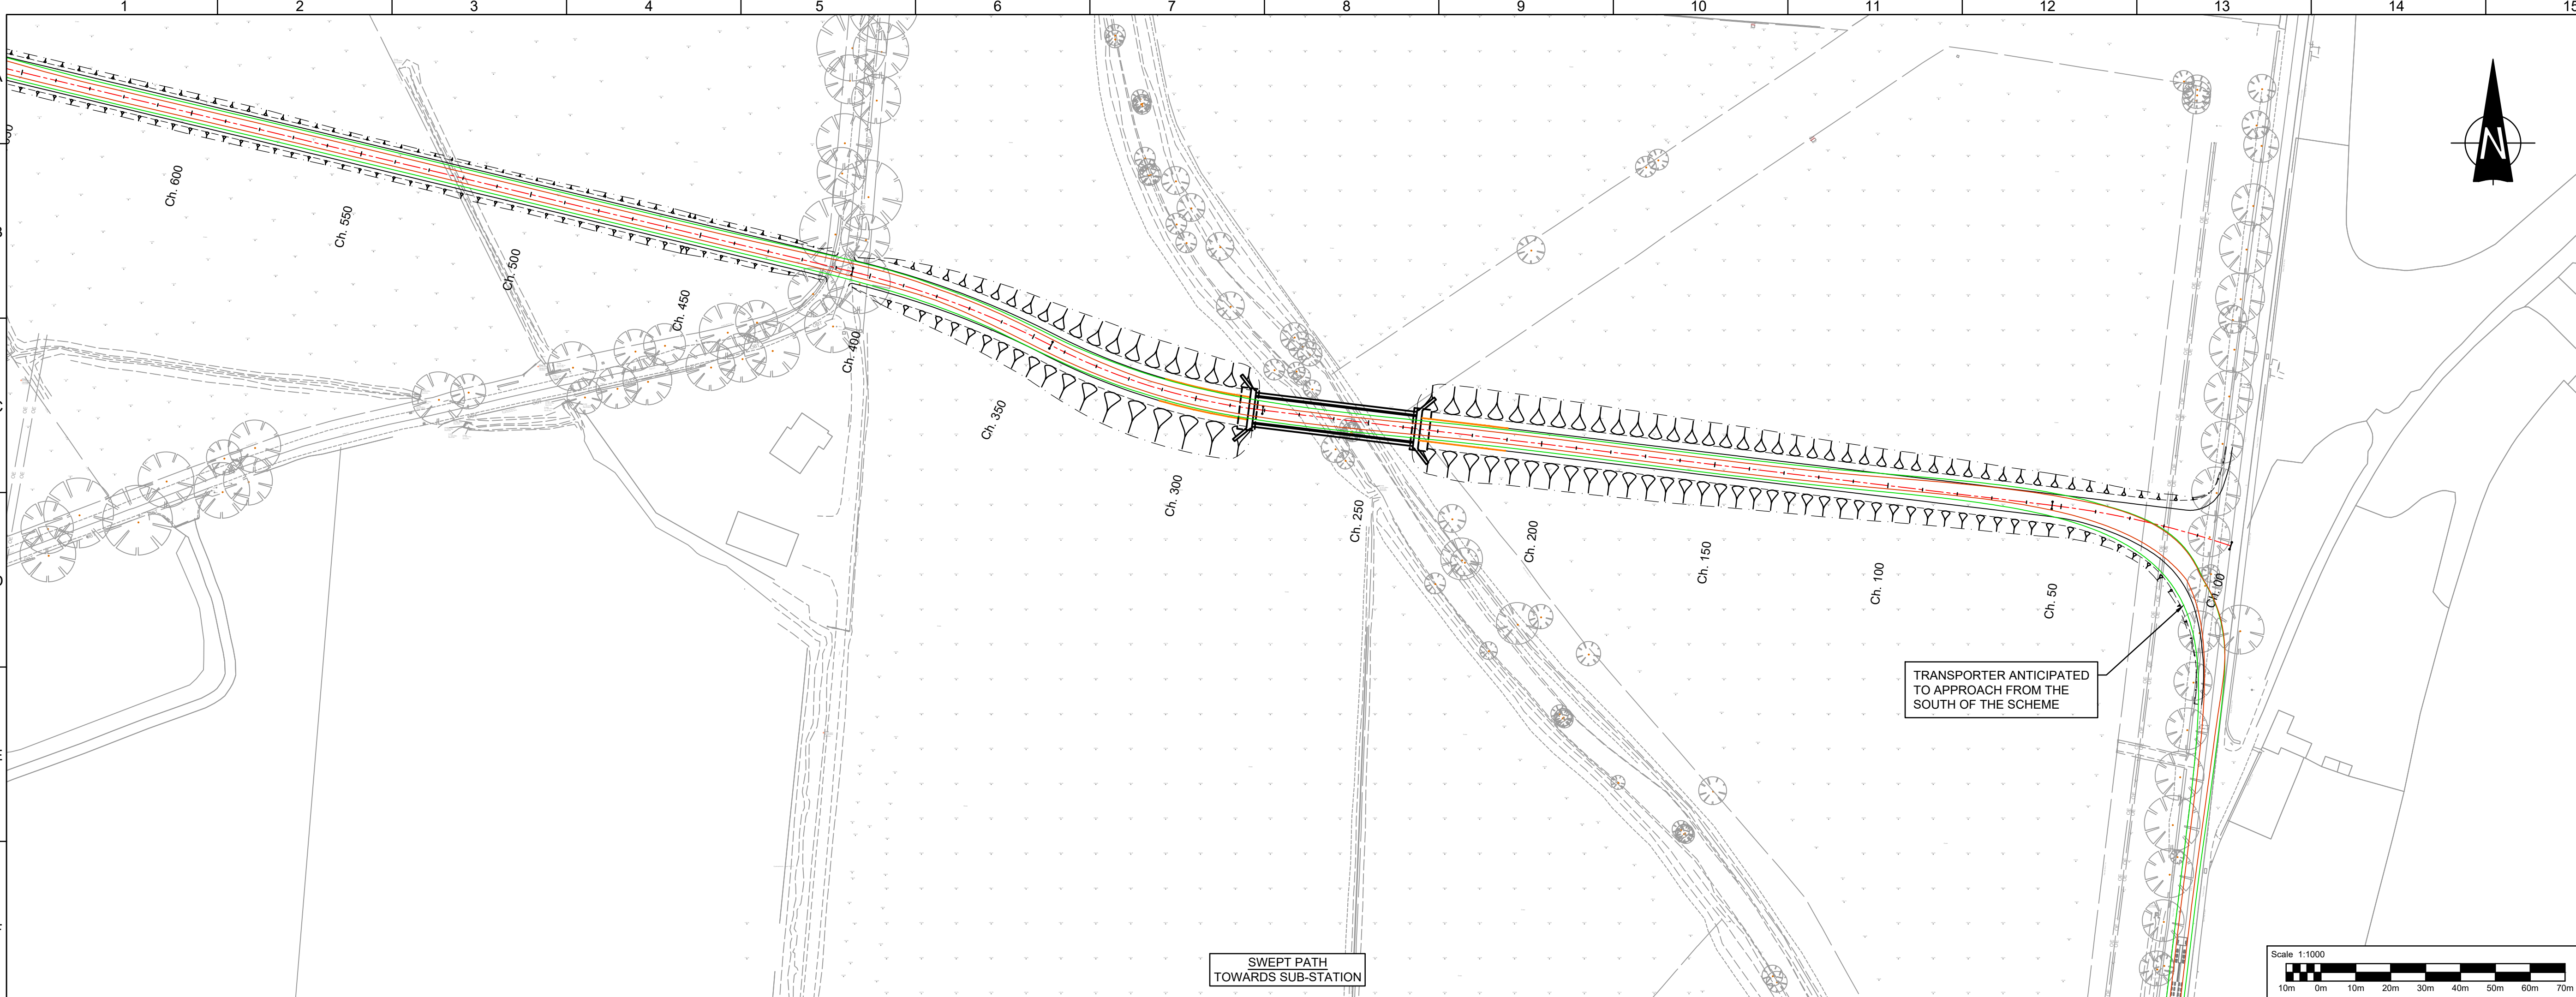 1 2 3 4 5 6 7 8 9 10 11 12 13 14 15
N
Ch. 600
Ch. 550
Ch. 500
Ch. 450
Ch. 400
Ch. 350
Ch. 300
Ch. 250
Ch. 200
Ch. 150
Ch. 100
Ch. 50
TRANSPORTER ANTICIPATED
TO APPROACH FROM THE
SOUTH OF THE SCHEME
SWEPT PATH
TOWARDS SUB-STATION
Scale 1:1000
10m 0m 10m 20m 30m 40m 50m 60m 70m